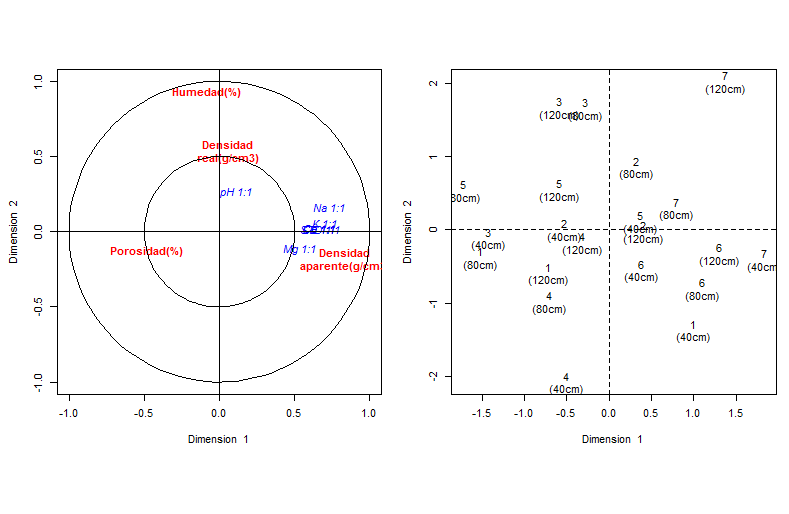 1.0
0.5
0.0
-0.5
-1.0
Dimension 2
Humedad(%)
Densidad
real(g/cm3)
pH 1:1
Na 1:1
K 1:1
Mg 1:1
Porosidad(%)
Densidad
aparente(g/cm
-1.0 -0.5 0.0 0.5 1.0
Dimension 1
2
1
0
-1
-2
Dimension 2
7
(120cm)
3
(120cm)
3
(80cm)
2
(80cm)
5
(80cm)
5
(120cm)
7
(80cm)
5
(40cm)
2
(120cm)
2
(40cm)
4
(120cm)
3
(40cm)
1
(80cm)
1
(120cm)
6
(120cm)
7
(40cm)
6
(40cm)
6
(80cm)
4
(80cm)
1
(40cm)
4
(40cm)
-1.5 -1.0 -0.5 0.0 0.5 1.0 1.5
Dimension 1